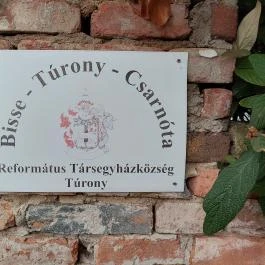 Bisse - Túrony - Csarnóta
Református Társegyházközség
Túrony